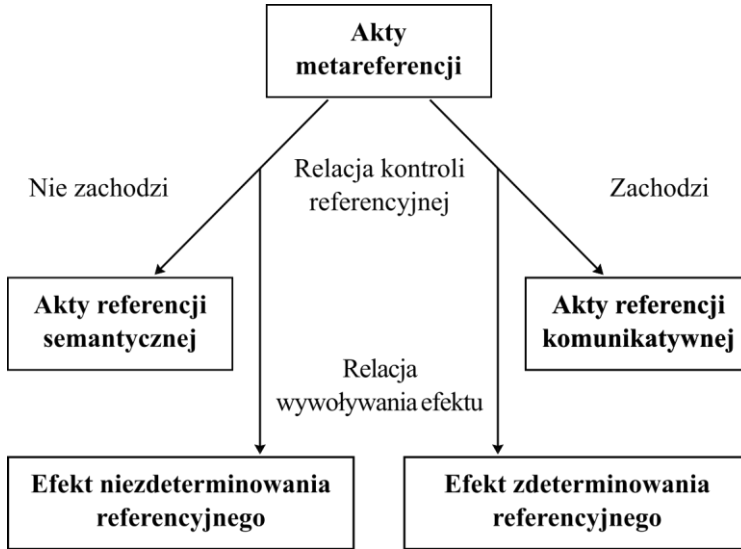 Akty
metareferencji
Nie zachodzi
Relacja kontroli
referencyjnej
Zachodzi
Akty referencji
semantycznej
Akty referencji
komunikatywnej
Relacja
wywoływania efektu
Efekt niezdeterminowania
referencyjnego
Efekt zdeterminowania
referencyjnego